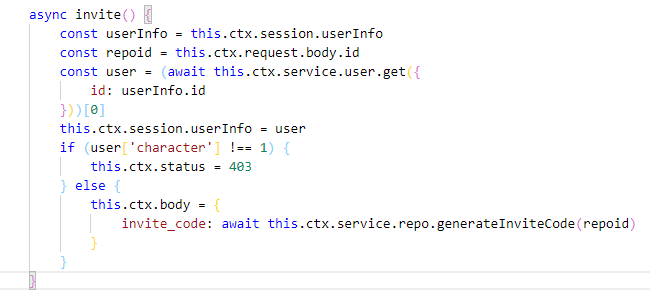 async invite() {
    const userInfo = this.ctx.session.userInfo
    const repoid = this.ctx.request.body.id
    const user = (await this.ctx.service.user.get({
        id: userInfo.id
    }))[0]
    this.ctx.session.userInfo = user
    if (user['character'] !== 1) {
        this.ctx.status = 403
    } else {
        this.ctx.body = {
            invite_code: await this.ctx.service.repo.generateInviteCode(repoid)
        }
    }
}